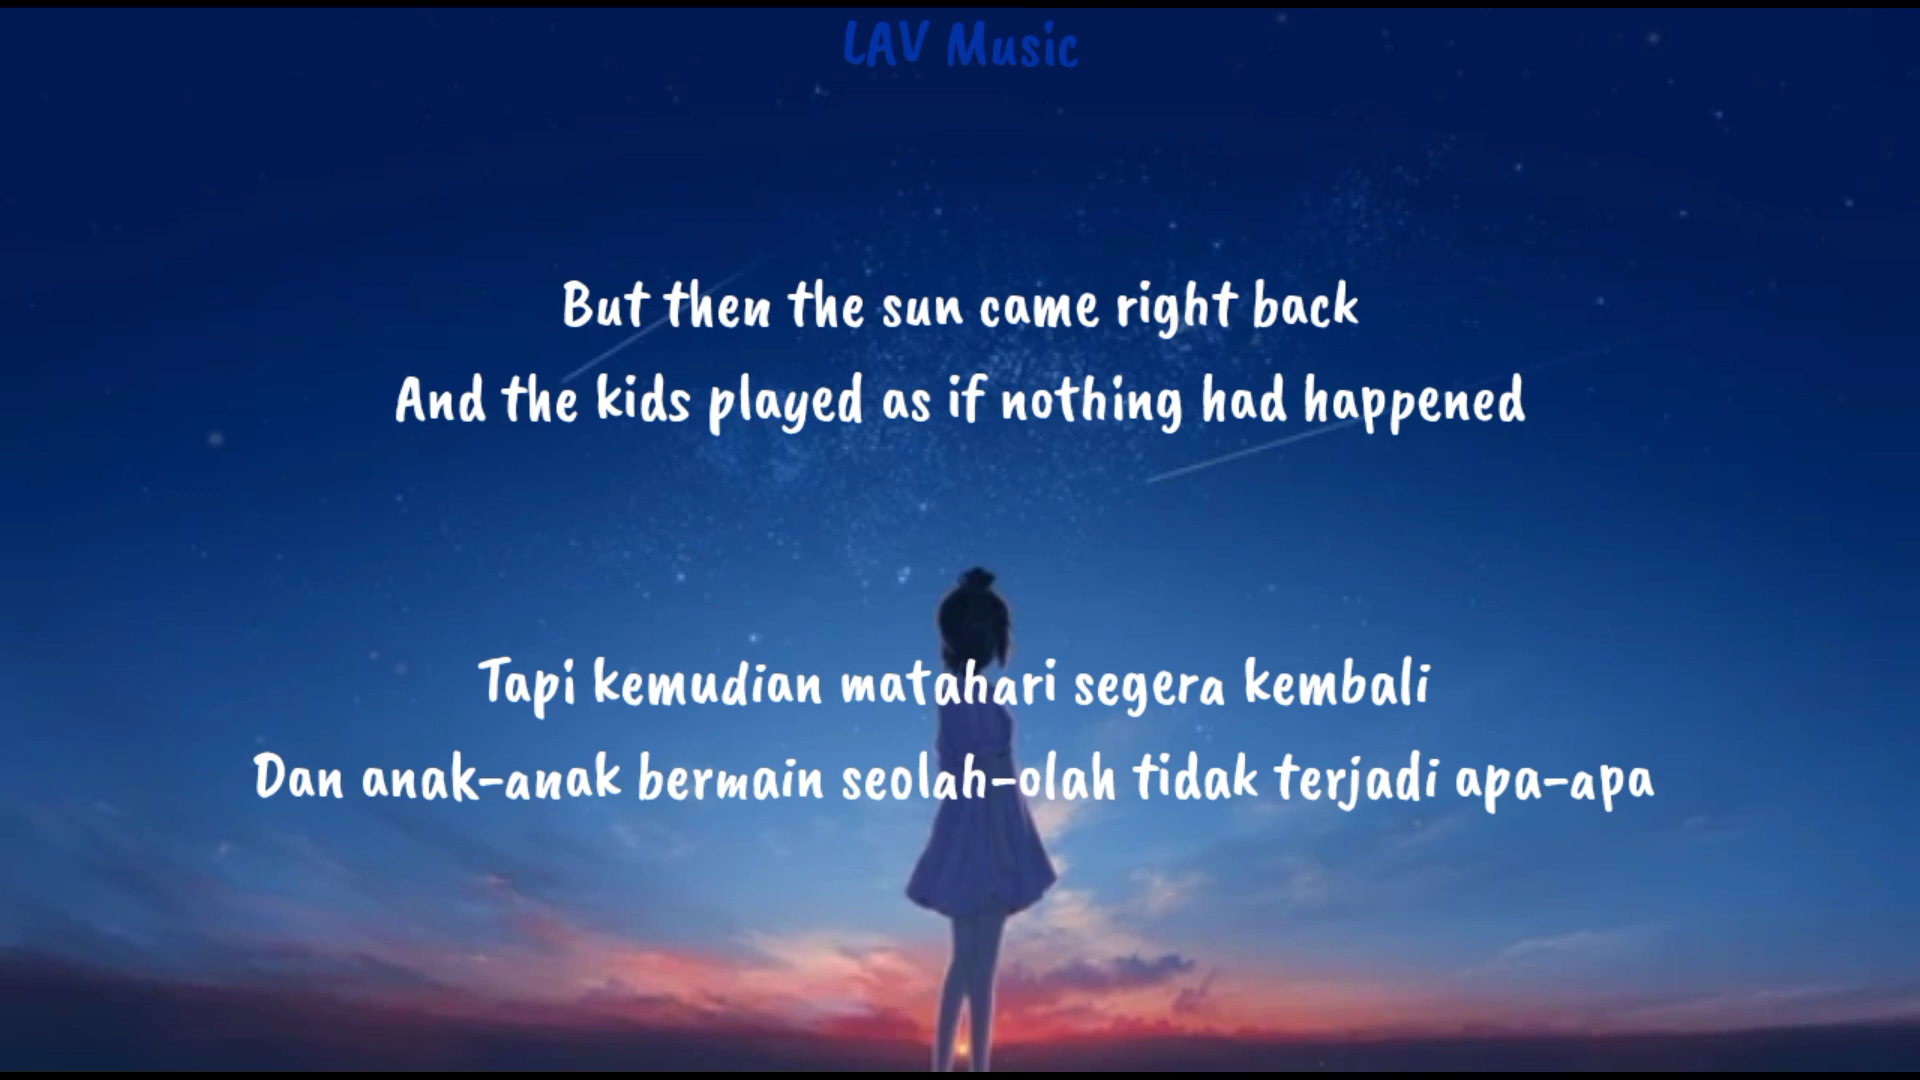 LAV Music
But then the sun came right back
And the kids played as if nothing had happened
Tapi kemudian matahari segera kembali
Dan anak-anak bermain seolah-olah tidak terjadi apa-apa